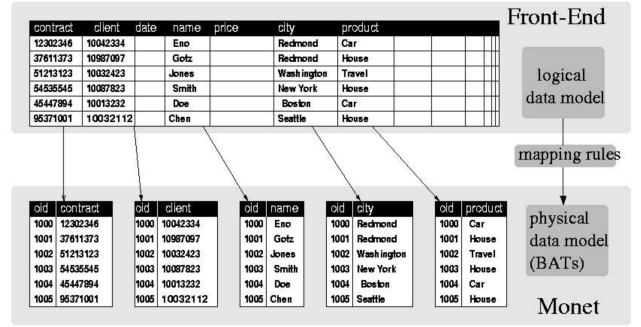 Front-End
contract client date name price city product
12302346 10042334 Eno Redmond Car
37611373 10987097 Gotz Redmond House
51213123 10032423 Jones Washington Travel
54535545 10087823 Smith New York House
45447894 10013232 Doe Boston Car
95371001 10032112 Chen Seattle House
logical
data model
mapping rules
oid contract
1000 12302346
1001 37611373
1002 51213123
1003 54535545
1004 45447894
1005 95371001
oid client
1000 10042334
1001 10987097
1002 10032423
1003 10087823
1004 10013232
1005 10032112
oid name
1000 Eno
1001 Gotz
1002 Jones
1003 Smith
1004 Doe
1005 Chen
oid city
1000 Redmond
1001 Redmond
1002 Washington
1003 New York
1004 Boston
1005 Seattle
oid product
1000 Car
1001 House
1002 Travel
1003 House
1004 Car
1005 House
physical
data model
(BATs)
Monet